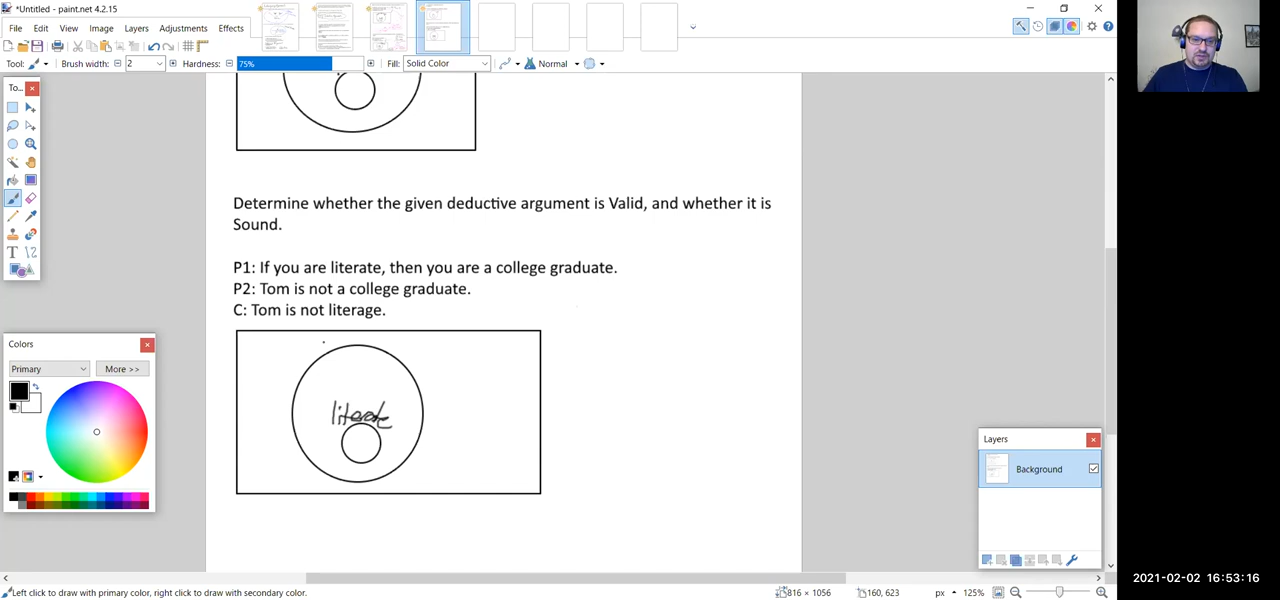 *Untitled - paint.net 4.2.15
File Edit View Image Layers Adjustments Effects
Tool: Brush width: 2 Hardness: 75% Fill: Solid Color Normal
To...
Determine whether the given deductive argument is Valid, and whether it is
Sound.
P1: If you are literate, then you are a college graduate.
P2: Tom is not a college graduate.
C: Tom is not literage.
Colors
Primary More >>
literate
Layers
Background
Left click to draw with primary color, right click to draw with secondary color.
816 × 1056
160, 623
px
125%
2021-02-02 16:53:16